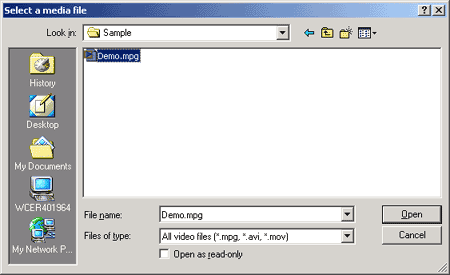 Select a media file
Look in: Sample
History
Desktop
My Documents
WCER401964
My Network P...
Demo.mpg
File name: Demo.mpg Open
Files of type: All video files (*.mpg, *.avi, *.mov) Cancel
Open as read-only